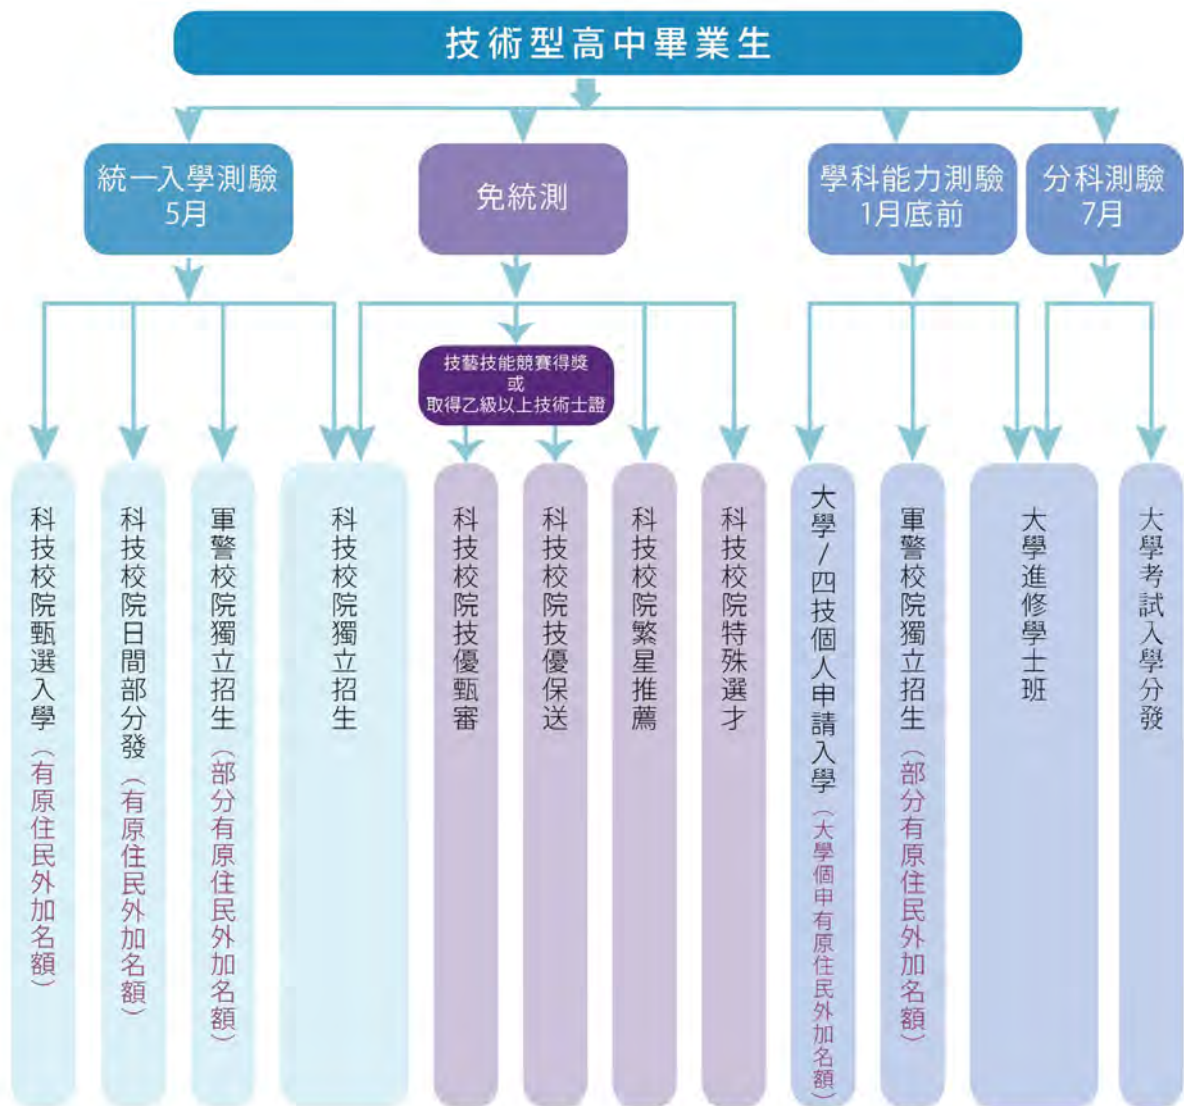 技術型高中畢業生
統一入學測驗
5月
免統測
學科能力測驗
1月底前
分科測驗
7月
技藝技能競賽得獎
或
取得乙級以上技術士證
科技校院甄選入學（有原住民外加名額）
科技校院日間部分發（有原住民外加名額）
軍警校院獨立招生（部分有原住民外加名額）
科技校院獨立招生
科技校院技優甄審
科技校院技優保送
科技校院繁星推薦
科技校院特殊選才
大學/四技個人申請入學（大學個申有原住民外加名額）
軍警校院獨立招生（部分有原住民外加名額）
大學進修學士班
大學考試入學分發